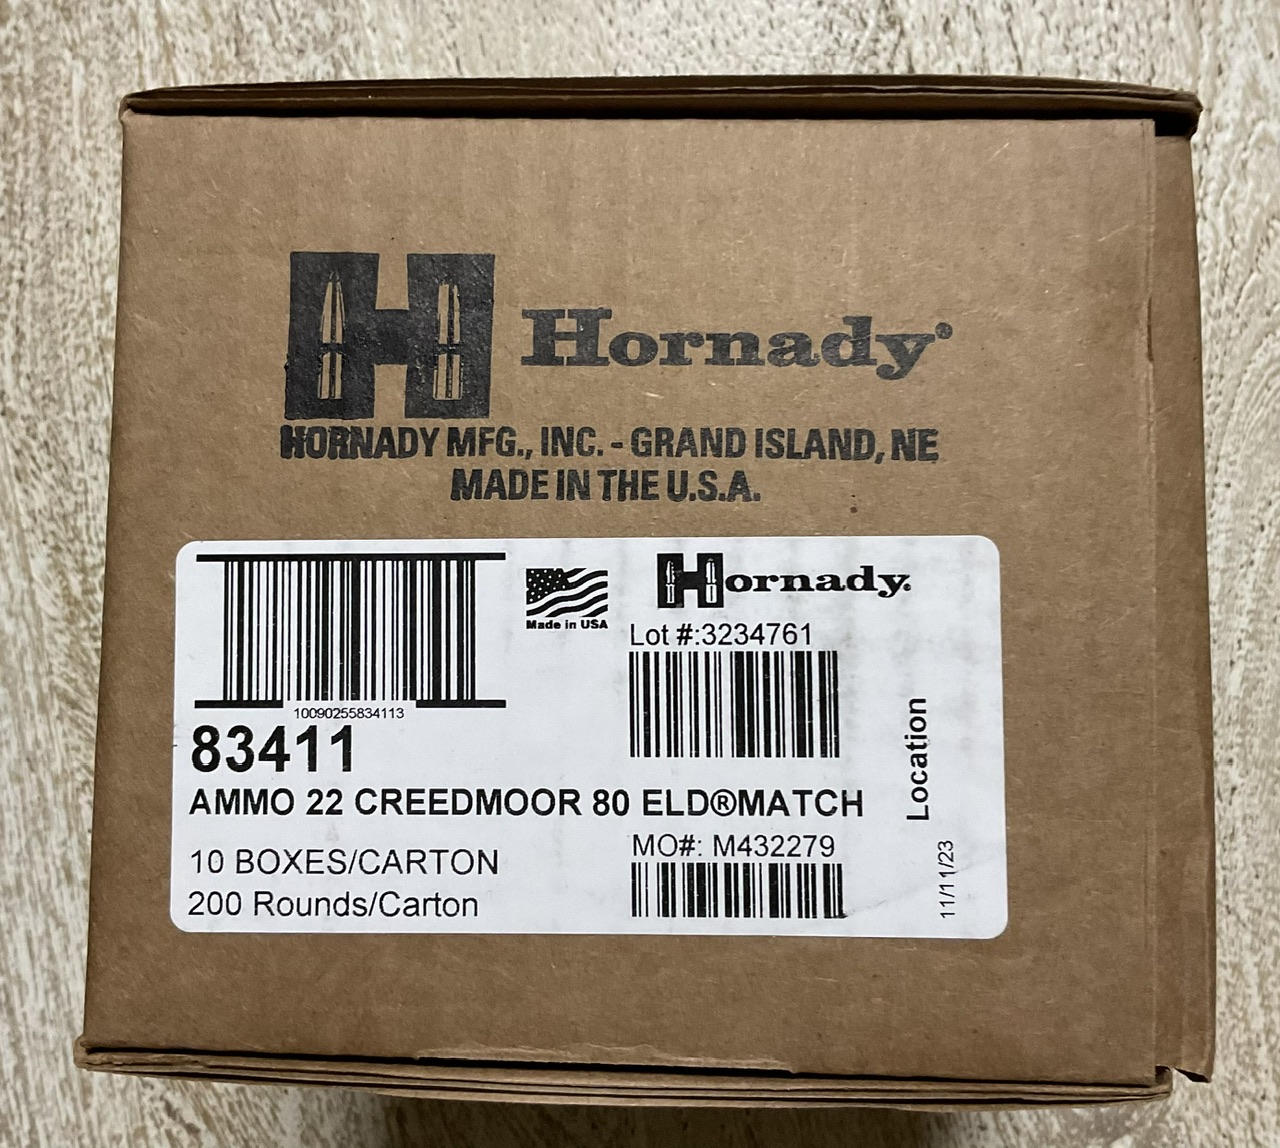 Hornady®
HORNADY MFG., INC. - GRAND ISLAND, NE
MADE IN THE U.S.A.
10090255834113
Made in USA
Hornady.
Lot #:3234761
83411
AMMO 22 CREEDMOOR 80 ELD®MATCH
10 BOXES/CARTON
200 Rounds/Carton
MO#: M432279
Location
11/11/23